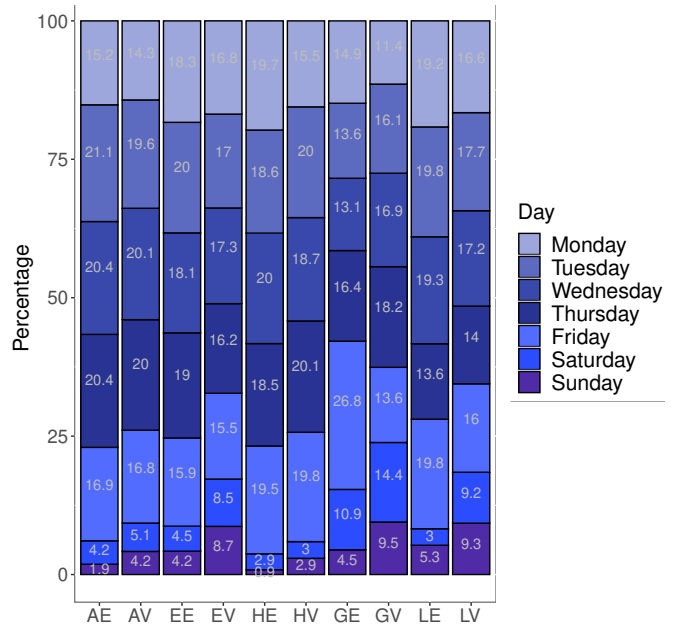 100
75
50
25
0
Percentage
15.2 14.3 18.3 16.8 19.7 15.5 14.9 11.4 19.2 16.6
21.1 19.6 20 17 18.6 20 13.6 16.1 19.8 17.7
20.4 20.1 18.1 17.3 20 18.7 13.1 16.9 19.3 17.2
20.4 20 19 16.2 18.5 20.1 16.4 18.2 13.6 14
16.9 16.8 15.9 15.5 19.5 19.8 26.8 13.6 19.8 16
4.2 5.1 4.5 8.5 2.9 3 10.9 14.4 3 9.2
1.9 4.2 4.2 8.7 0.9 2.9 4.5 9.5 5.3 9.3
AE AV EE EV HE HV GE GV LE LV
Day
Monday
Tuesday
Wednesday
Thursday
Friday
Saturday
Sunday